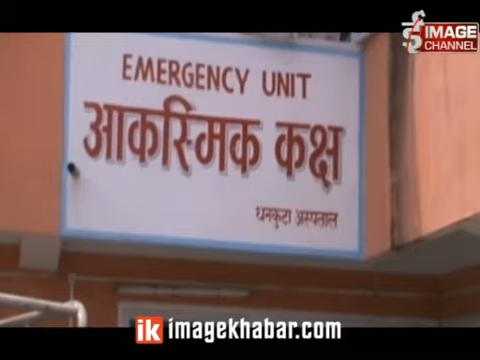 IMAGE
CHANNEL
EMERGENCY UNIT
आकस्मिक कक्ष
धनकुटा अस्पताल
ik imagekhabar.com